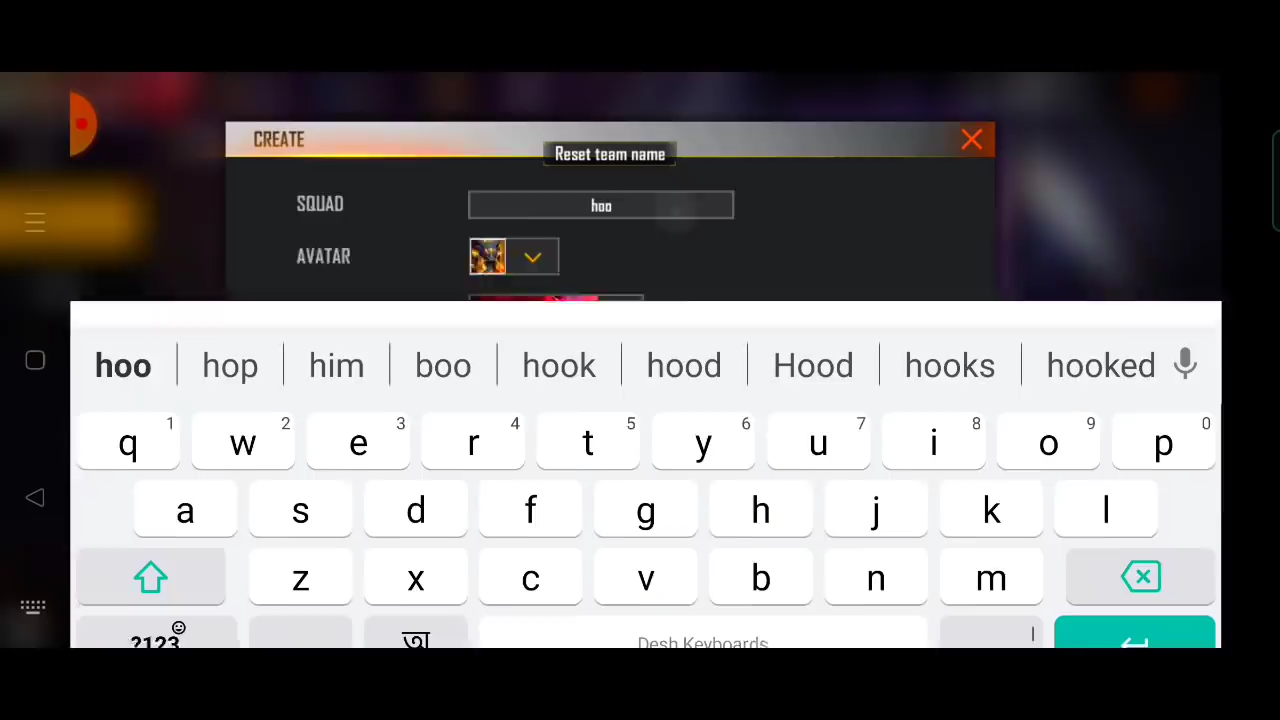 CREATE
Reset team name
SQUAD hoo
AVATAR
hoo hop him boo hook hood Hood hooks hooked
q 1 w 2 e 3 r 4 t 5 y 6 u 7 i 8 o 9 p 0
a s d f g h j k l
z x c v b n m
?123 অ Desh Keyboards |